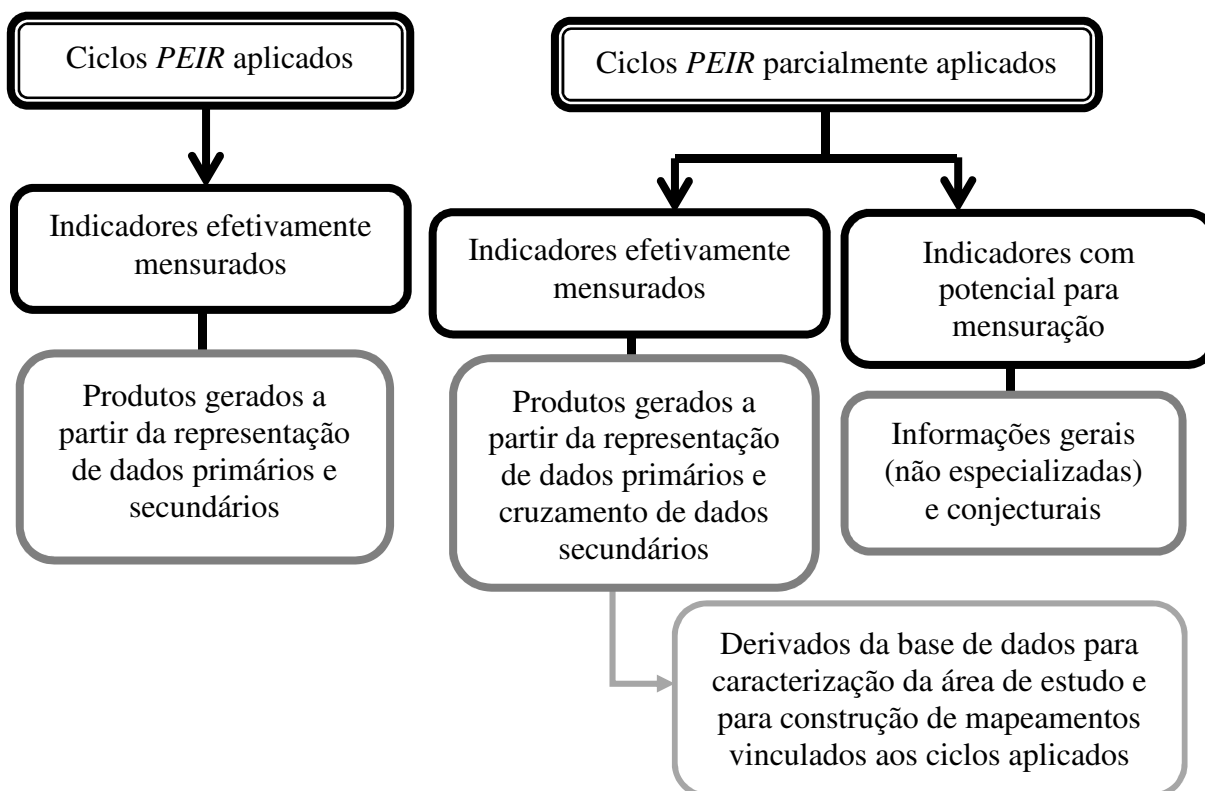 Ciclos PEIR aplicados
Ciclos PEIR parcialmente aplicados
Indicadores efetivamente
mensurados
Indicadores efetivamente
mensurados
Indicadores com
potencial para
mensuração
Produtos gerados a
partir da representação
de dados primários e
secundários
Produtos gerados a
partir da representação
de dados primários e
cruzamento de dados
secundários
Informações gerais
(não especializadas)
e conjecturais
Derivados da base de dados para
caracterização da área de estudo e
para construção de mapeamentos
vinculados aos ciclos aplicados